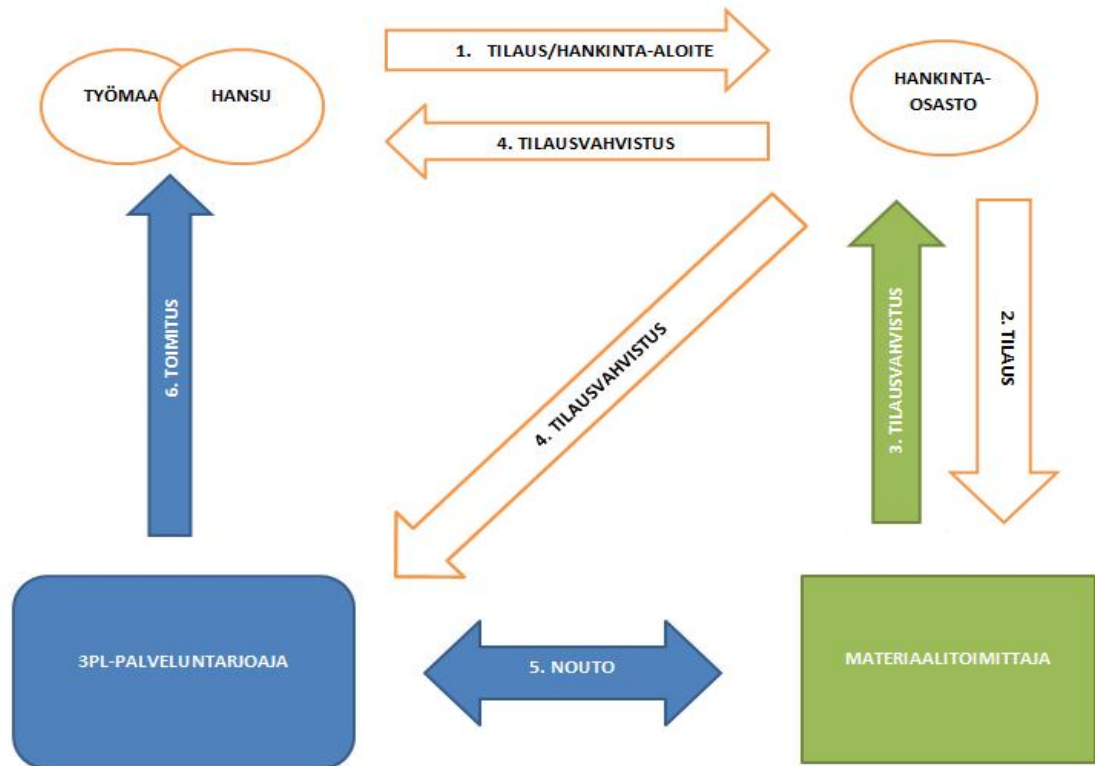 1. TILAUS/HANKINTA-ALOITE
TYÖMAA
HANSU
HANKINTA-
OSASTO
4. TILAUSVAHVISTUS
4. TILAUSVAHVISTUS
3. TILAUSVAHVISTUS
2. TILAUS
6. TOIMITUS
3PL-PALVELUNTARJOAJA
5. NOUTO
MATERIAALITOIMITTAJA